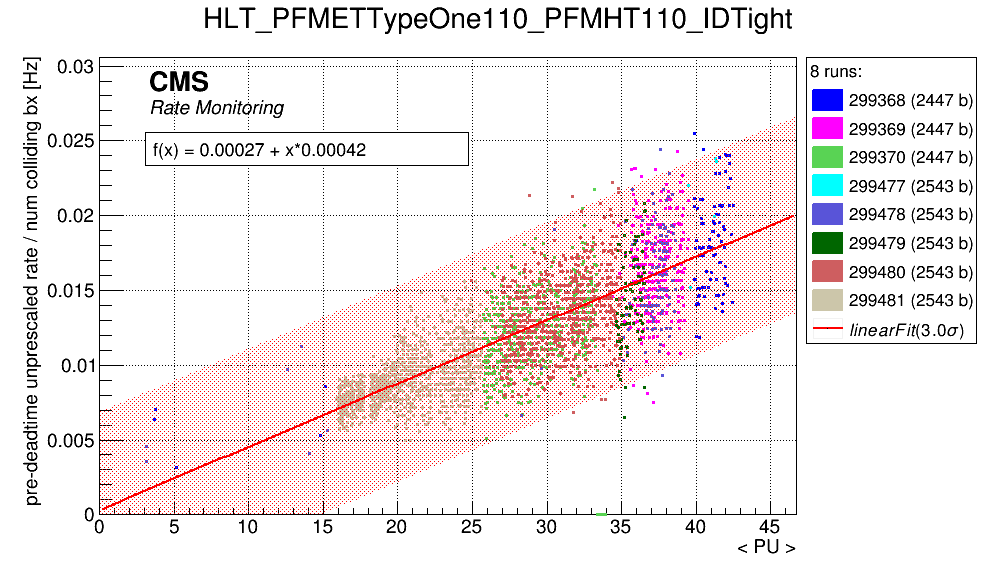 HLT_PFMETTypeOne110_PFMHT110_IDTight
pre-deadtime unprescaled rate / num colliding bx [Hz]
0.03
0.025
0.02
0.015
0.01
0.005
0
CMS
Rate Monitoring
f(x) = 0.00027 + x*0.00042
0 5 10 15 20 25 30 35 40 45
< PU >
8 runs:
299368 (2447 b)
299369 (2447 b)
299370 (2447 b)
299477 (2543 b)
299478 (2543 b)
299479 (2543 b)
299480 (2543 b)
299481 (2543 b)
linearFit(3.0σ)